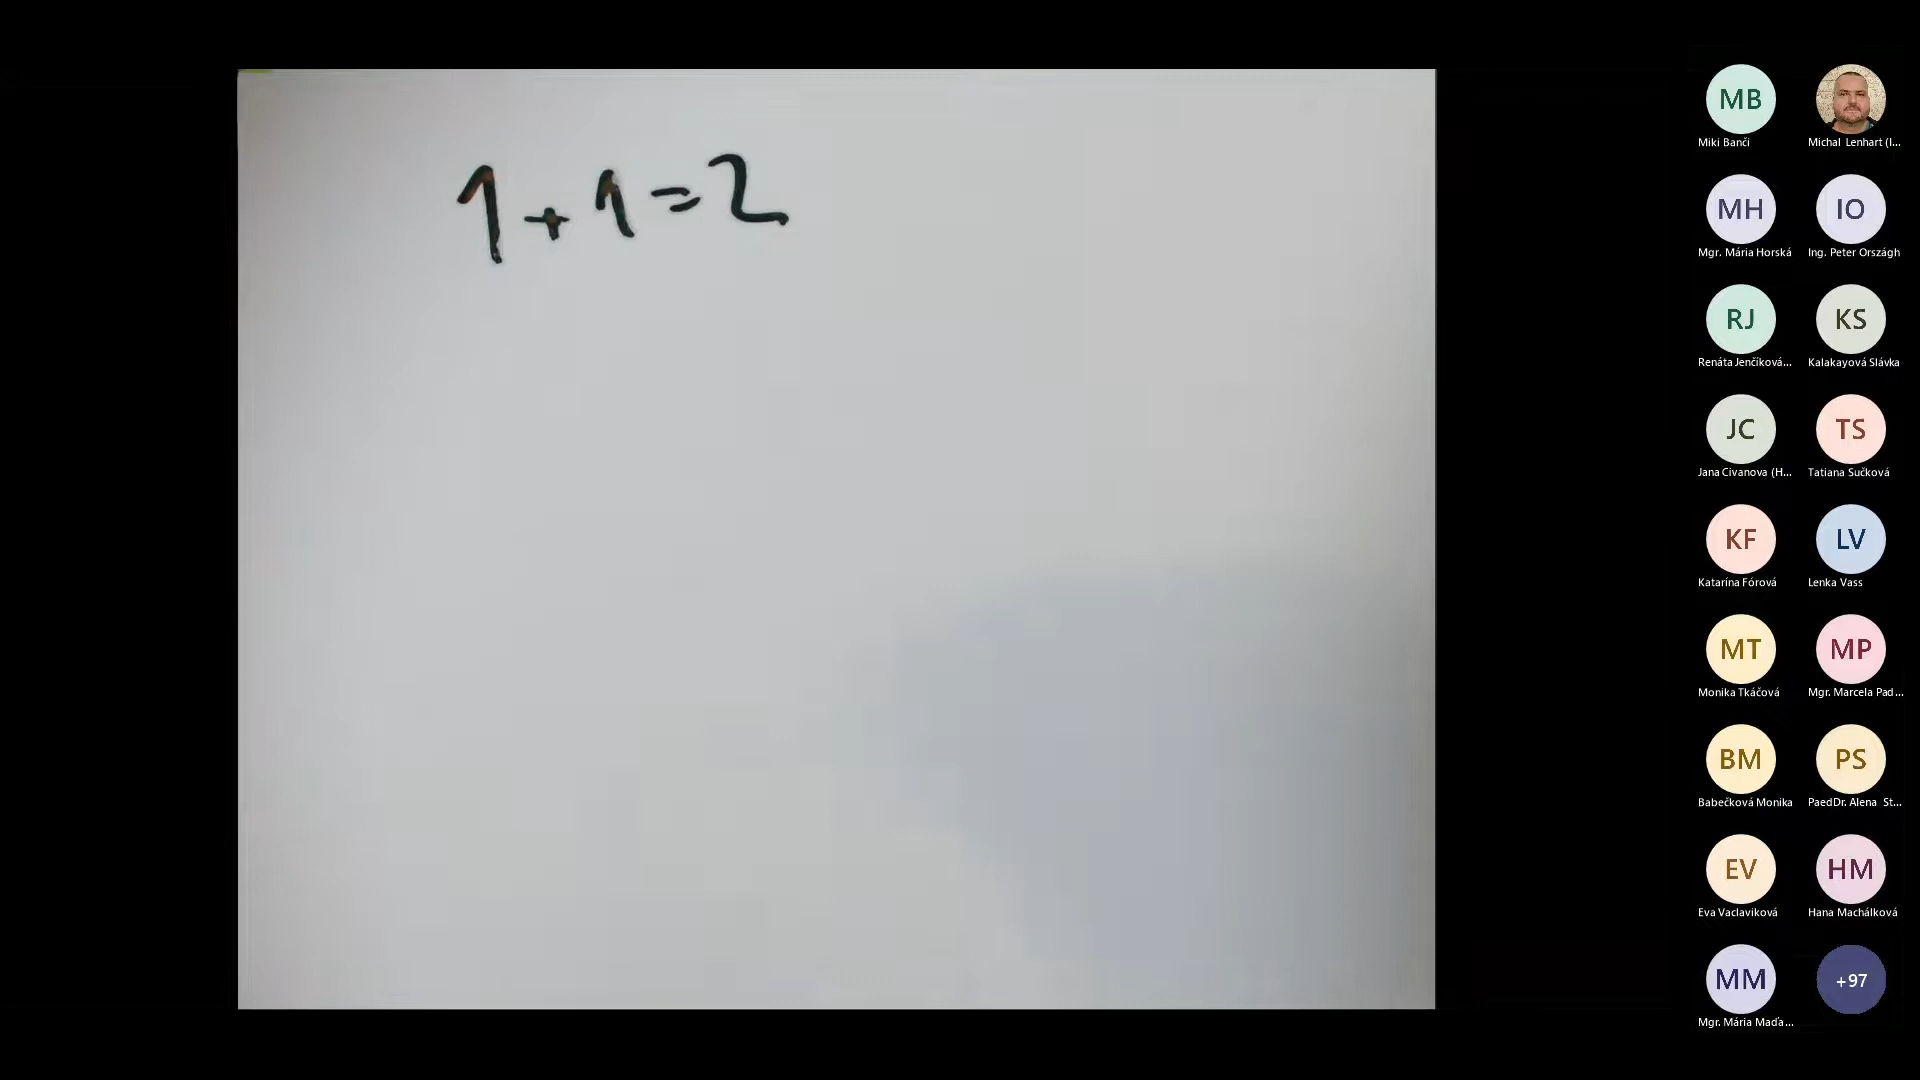 1+1=2
MB
Miki Banči
Michal Lenhart (I...
MH
Mgr. Mária Horská
IO
Ing. Peter Országh
RJ
Renáta Jenčíková...
KS
Kalakayová Slávka
JC
Jana Civanova (H...
TS
Tatiana Sučková
KF
Katarína Fórová
LV
Lenka Vass
MT
Monika Tkáčová
MP
Mgr. Marcela Pad...
BM
Babečková Monika
PS
PaedDr. Alena St...
EV
Eva Vaclaviková
HM
Hana Machálková
MM
Mgr. Mária Maďa...
+97